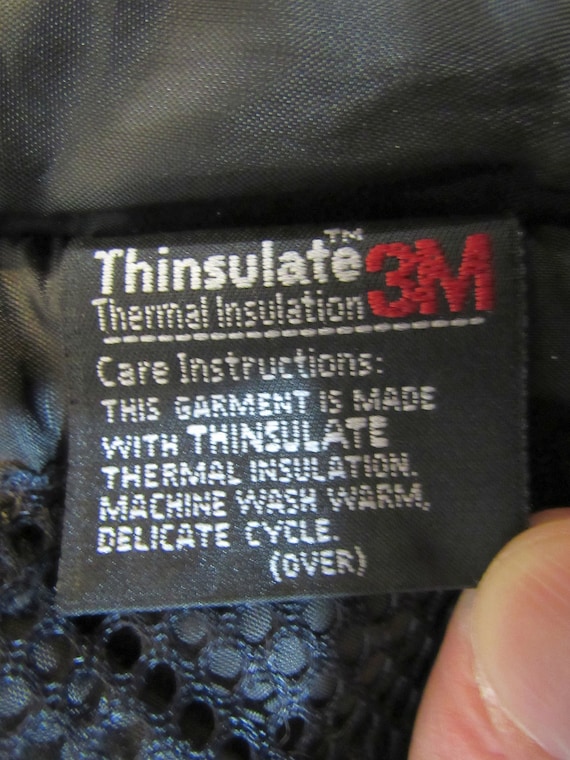 Thinsulate™ 3M
Thermal Insulation
Care Instructions:
THIS GARMENT IS MADE
WITH THINSULATE
THERMAL INSULATION.
MACHINE WASH WARM,
DELICATE CYCLE.
(OVER)